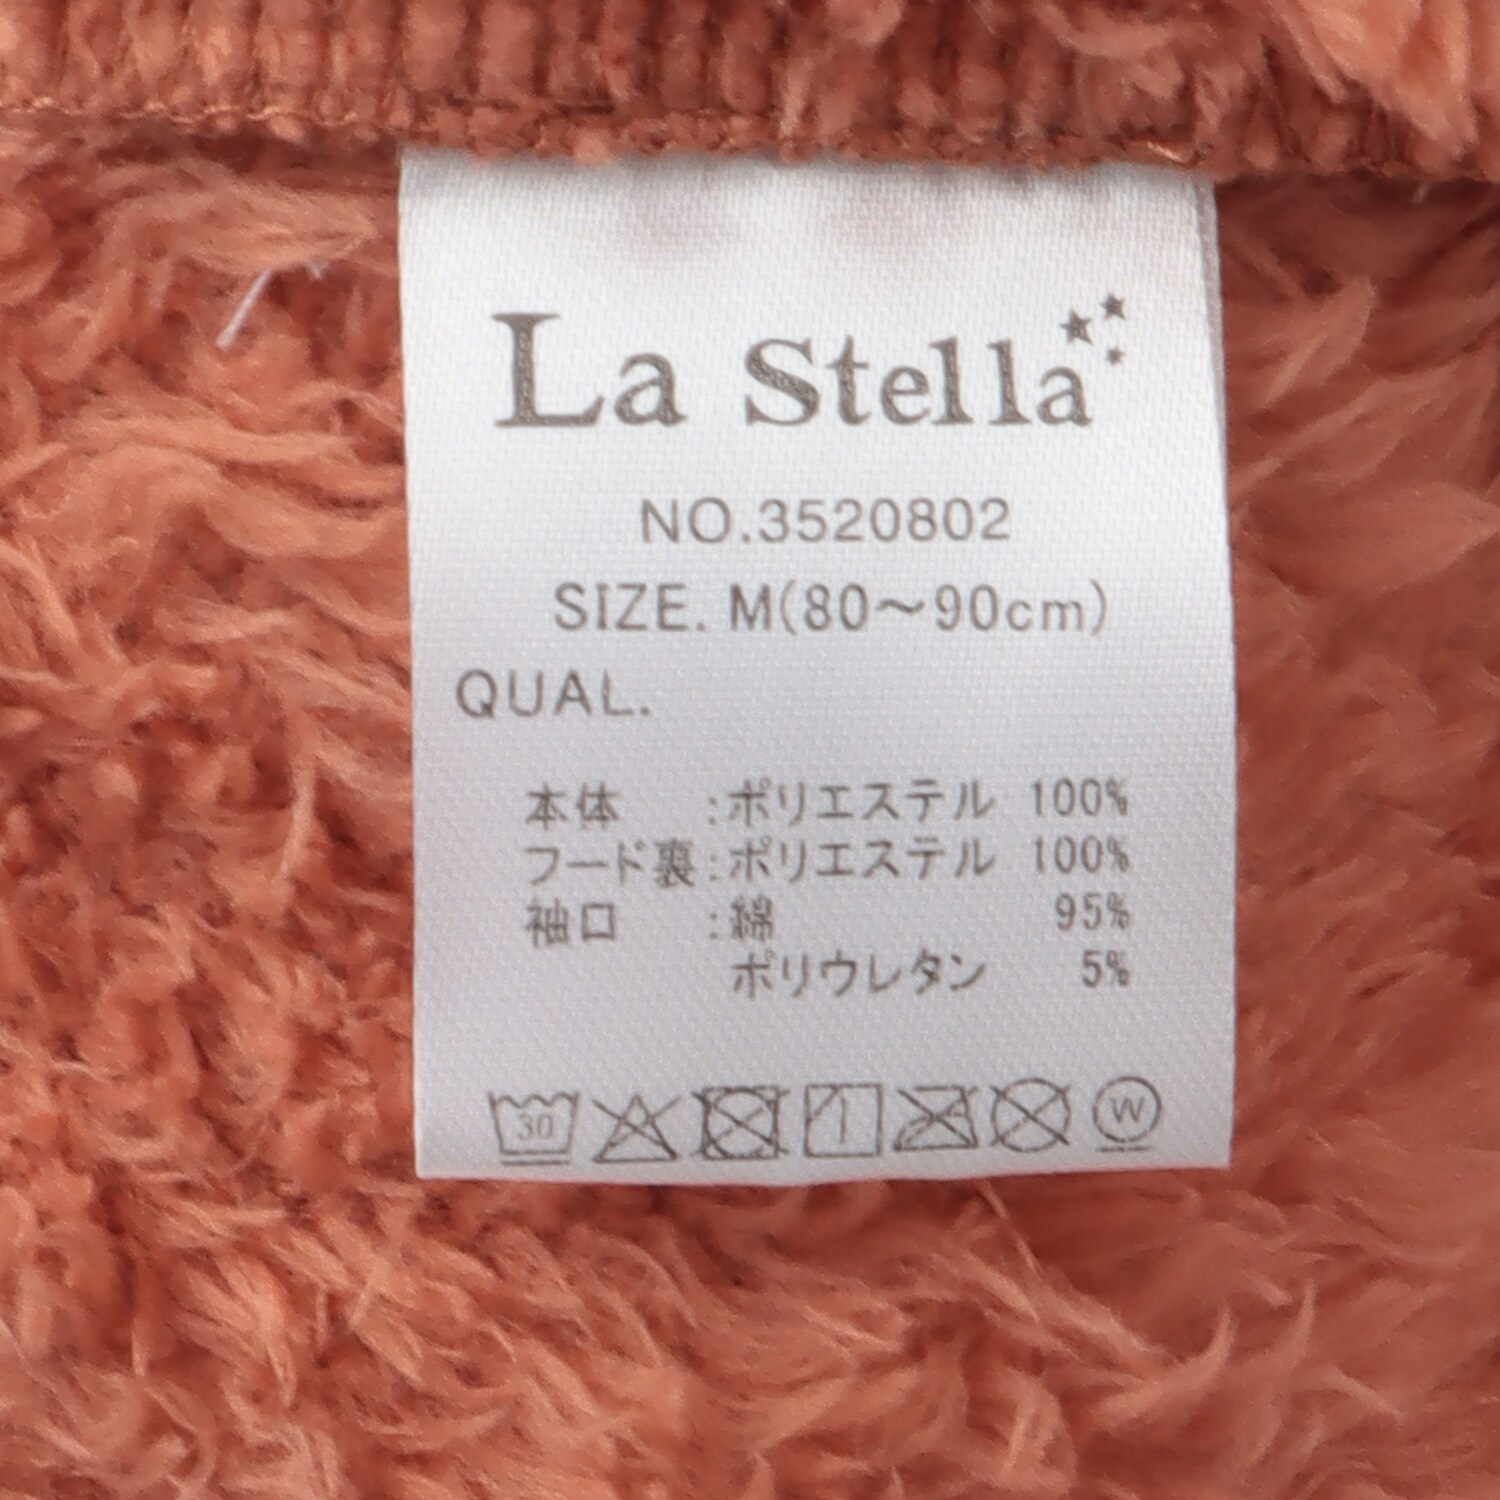 La Stella
NO.3520802
SIZE. M(80～90cm)
QUAL.
本体 :ポリエステル 100%
フード裏:ポリエステル 100%
袖口 :綿 95%
ポリウレタン 5%
30 W